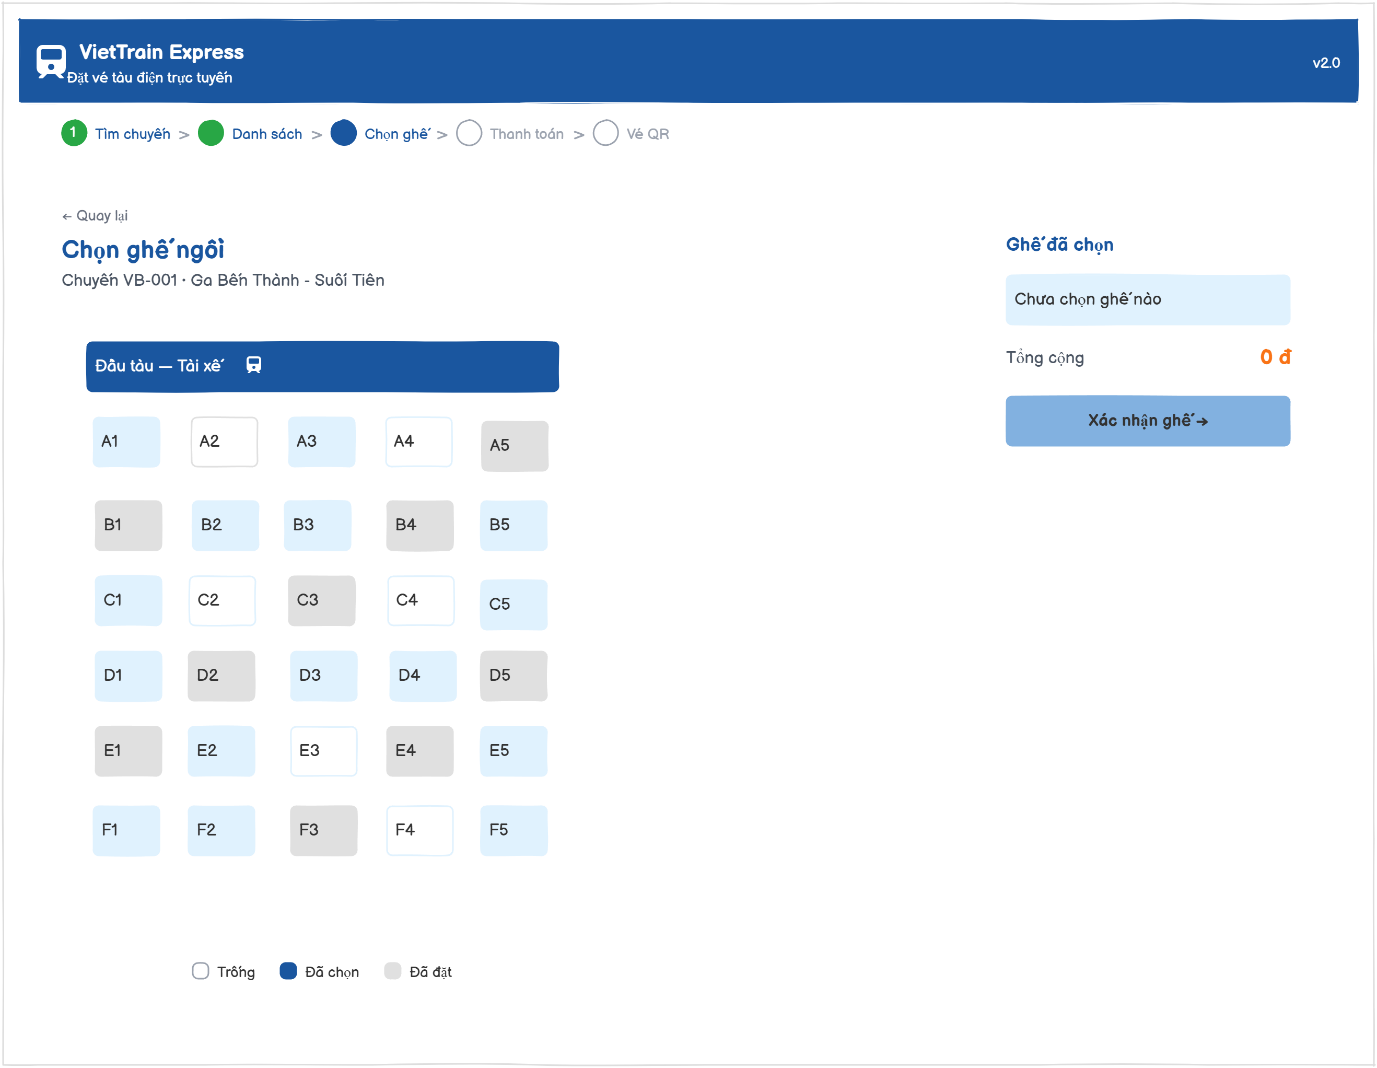 VietTrain Express
Đặt vé tàu điện trực tuyến
v2.0
1 Tìm chuyến > Danh sách > Chọn ghế > Thanh toán > Vé QR
← Quay lại
Chọn ghế ngồi
Chuyến VB-001 · Ga Bến Thành - Suối Tiên
Đầu tàu — Tài xế
A1 A2 A3 A4 A5
B1 B2 B3 B4 B5
C1 C2 C3 C4 C5
D1 D2 D3 D4 D5
E1 E2 E3 E4 E5
F1 F2 F3 F4 F5
Trống Đã chọn Đã đặt
Ghế đã chọn
Chưa chọn ghế nào
Tổng cộng 0 đ
Xác nhận ghế →